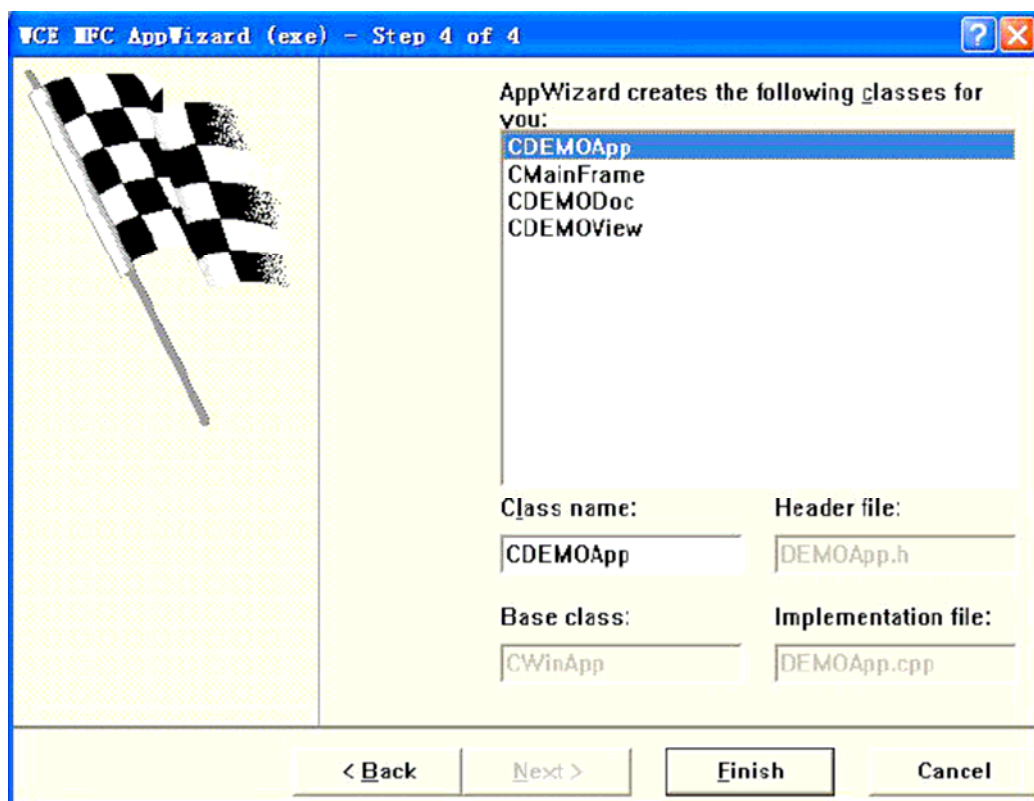 WCE MFC AppWizard (exe) - Step 4 of 4
AppWizard creates the following classes for
you:
CDEMOApp
CMainFrame
CDEMODoc
CDEMOView
Class name:
Header file:
CDEMOApp
DEMOApp.h
Base class:
Implementation file:
CWinApp
DEMOApp.cpp
< Back
Next >
Finish
Cancel